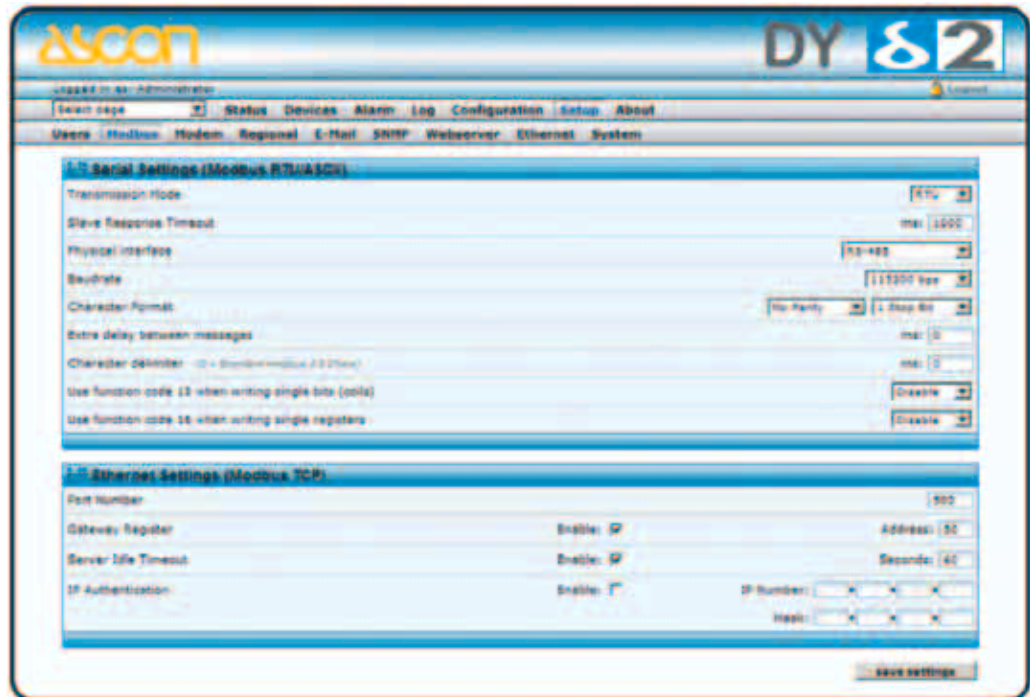 ascon DY 2
Logged in as: Administrator Logout
Select page Status Devices Alarm Log Configuration Setup About
Users Modbus Modem Regional E-Mail SNMP Webserver Ethernet System
Serial Settings (Modbus RTU/ASCII)
Transmission Mode RTU
Slave Response Timeout ms: 1000
Physical Interface RS-485
Baudrate 115200 bps
Character Format No Parity 1 Stop Bit
Extra delay between messages ms: 0
Character delimiter ms: 0
Use function code 15 when writing single bits (coils) Disable
Use function code 16 when writing single registers Disable
Ethernet Settings (Modbus TCP)
Port Number
Gateway Register Enable: Address: 50
Server Idle Timeout Enable: Seconds: 60
IP Authentication Enable: IP Number:
Mask:
save settings